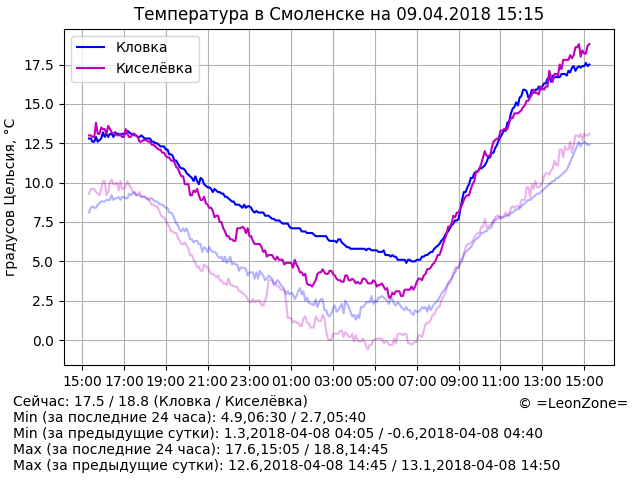 Температура в Смоленске на 09.04.2018 15:15
Кловка
Киселёвка
градусов Цельсия, °C
17.5
15.0
12.5
10.0
7.5
5.0
2.5
0.0
15:00 17:00 19:00 21:00 23:00 01:00 03:00 05:00 07:00 09:00 11:00 13:00 15:00
Сейчас: 17.5 / 18.8 (Кловка / Киселёвка)
© =LeonZone=
Min (за последние 24 часа): 4.9,06:30 / 2.7,05:40
Min (за предыдущие сутки): 1.3,2018-04-08 04:05 / -0.6,2018-04-08 04:40
Max (за последние 24 часа): 17.6,15:05 / 18.8,14:45
Max (за предыдущие сутки): 12.6,2018-04-08 14:45 / 13.1,2018-04-08 14:50